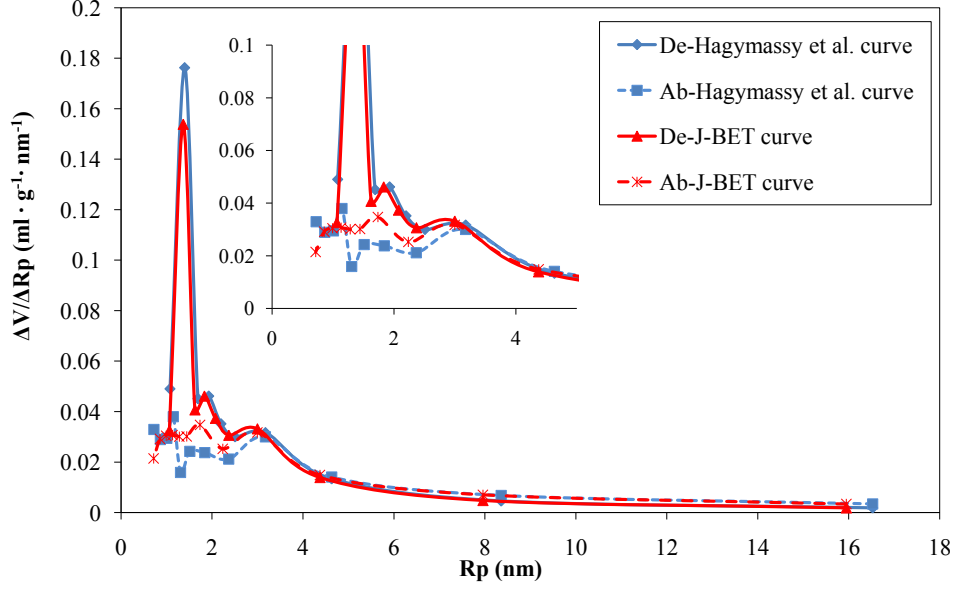 0.2
0.18
0.16
0.14
0.12
0.1
0.08
0.06
0.04
0.02
0
ΔV/ΔRp (ml · g⁻¹· nm⁻¹)
0 2 4 6 8 10 12 14 16 18
Rp (nm)
0.1
0.08
0.06
0.04
0.02
0
0 2 4
De-Hagymassy et al. curve
Ab-Hagymassy et al. curve
De-J-BET curve
Ab-J-BET curve